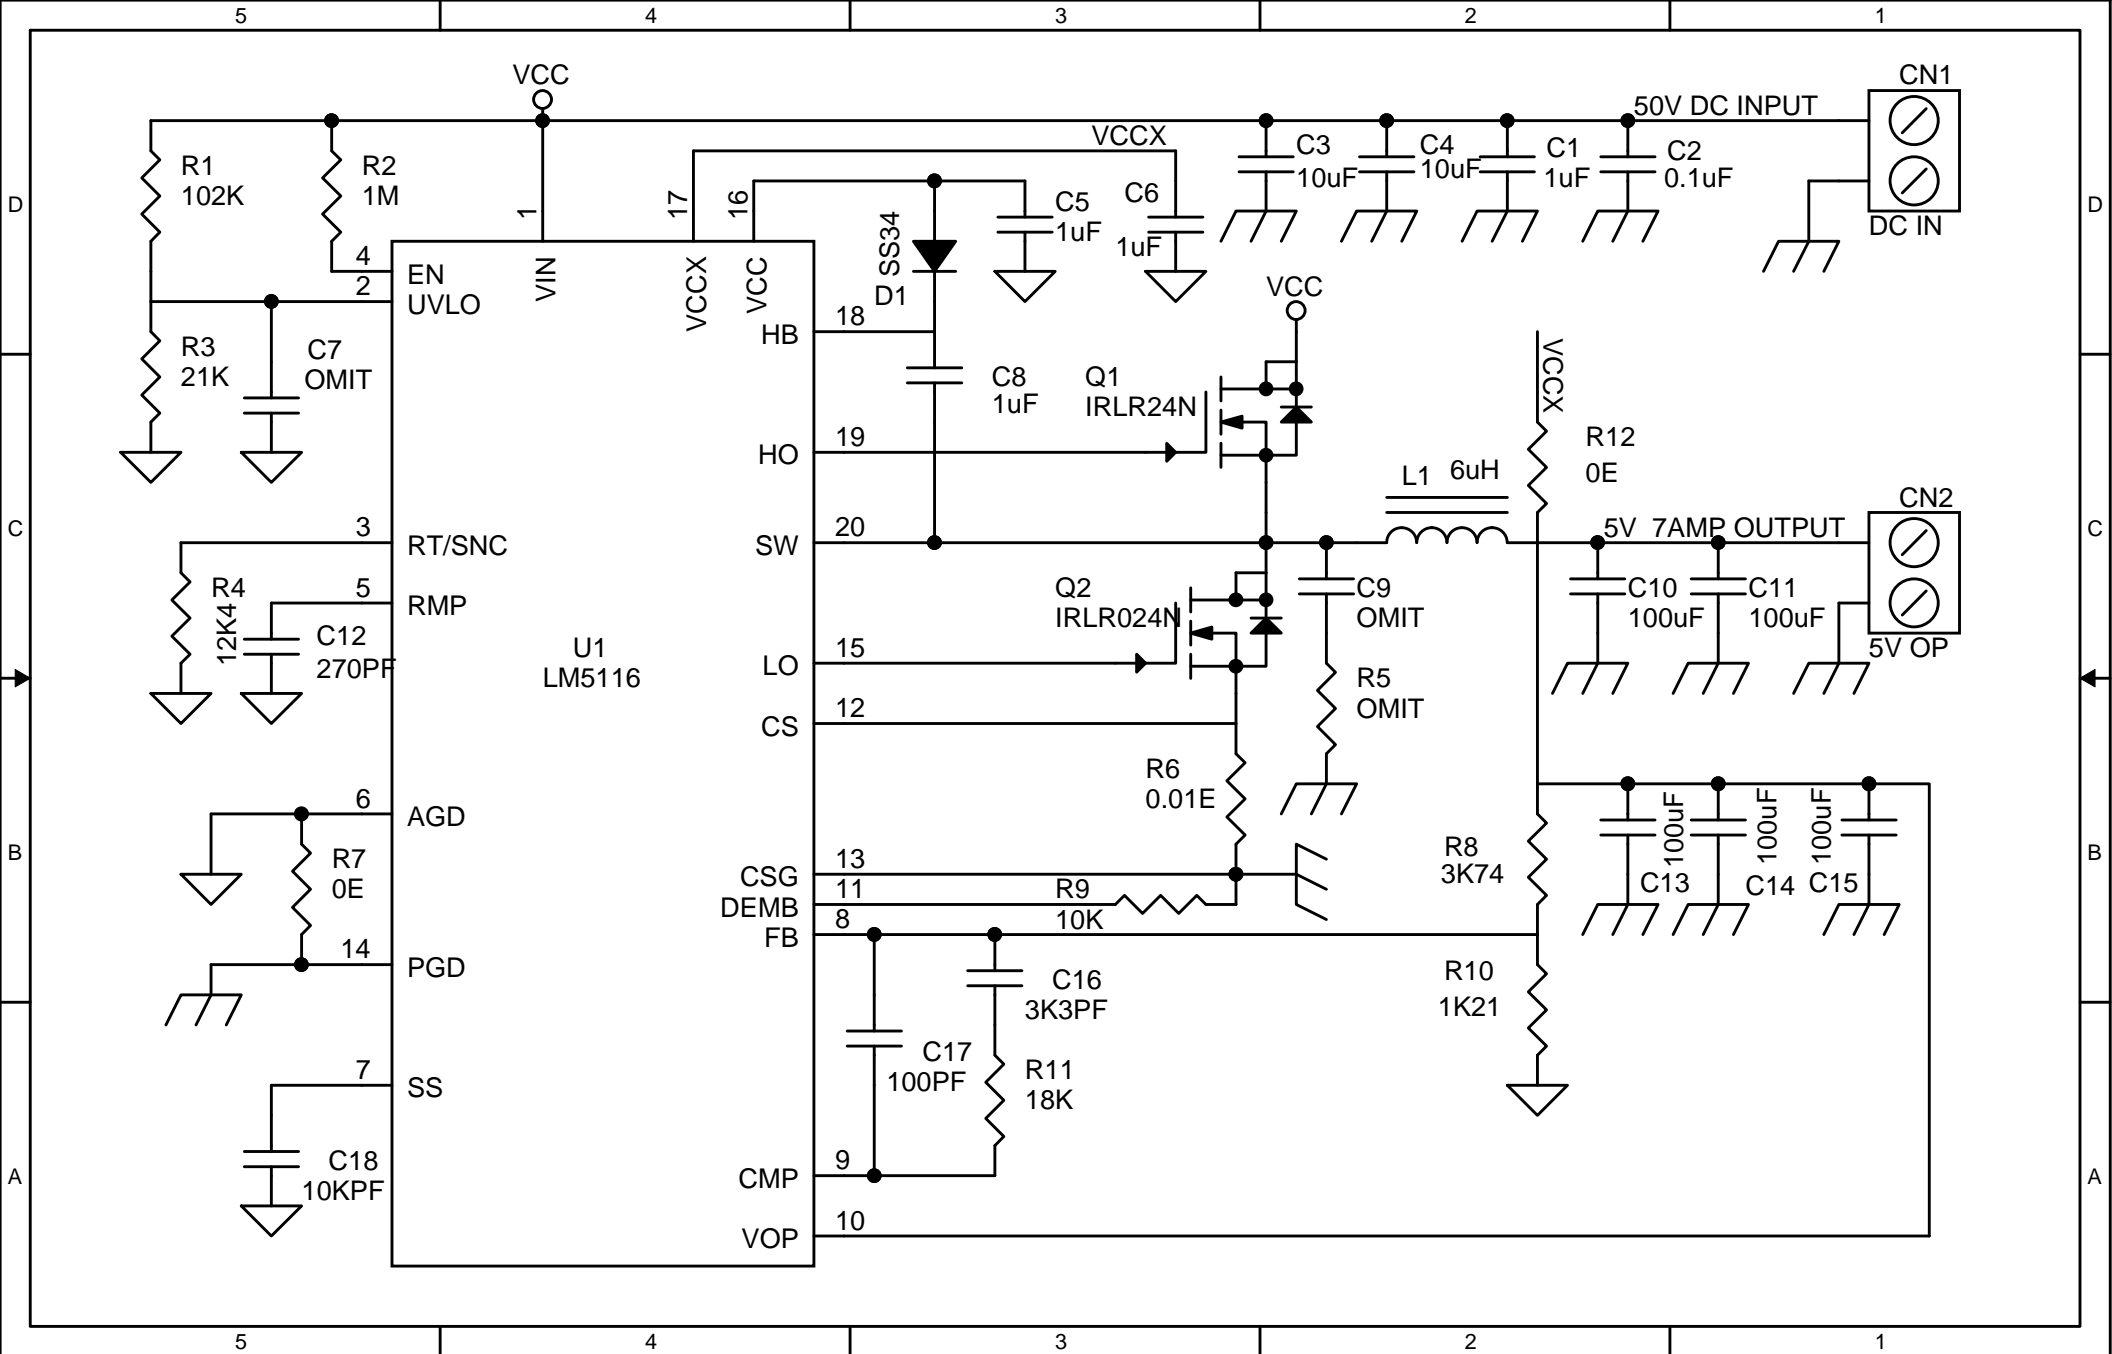 5 4 3 2 1
VCC
CN1
50V DC INPUT
VCCX
R1
102K
R2
1M
C3
10uF
C4
10uF
C1
1uF
C2
0.1uF
D
D
1
17
16
SS34
D1
C5
1uF
C6
1uF
DC IN
4
EN
2
UVLO
VIN
VCCX
VCC
VCC
18
HB
R3
21K
C7
OMIT
C8
1uF
Q1
IRLR24N
VCCX
R12
0E
19
HO
L1 6uH
CN2
C
C
3
RT/SNC
20
SW
5V 7AMP OUTPUT
R4
12K4
5
RMP
C12
270PF
U1
LM5116
Q2
IRLR024N
C9
OMIT
C10
100uF
C11
100uF
5V OP
15
LO
R5
OMIT
12
CS
R6
0.01E
6
AGD
R7
0E
B
B
13
CSG
11
DEMB
8
FB
R9
10K
R8
3K74
100uF
C13
100uF
C14
100uF
C15
14
PGD
R10
1K21
C16
3K3PF
C17
100PF
R11
18K
7
SS
C18
10KPF
A
A
9
CMP
10
VOP
5 4 3 2 1